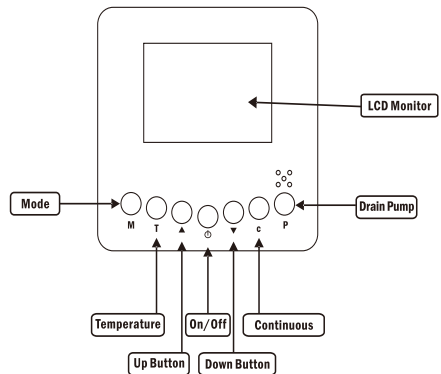 LCD Monitor
Mode
Drain Pump
M
T
▲
▼
c
P
Temperature
On/Off
Continuous
Up Button
Down Button